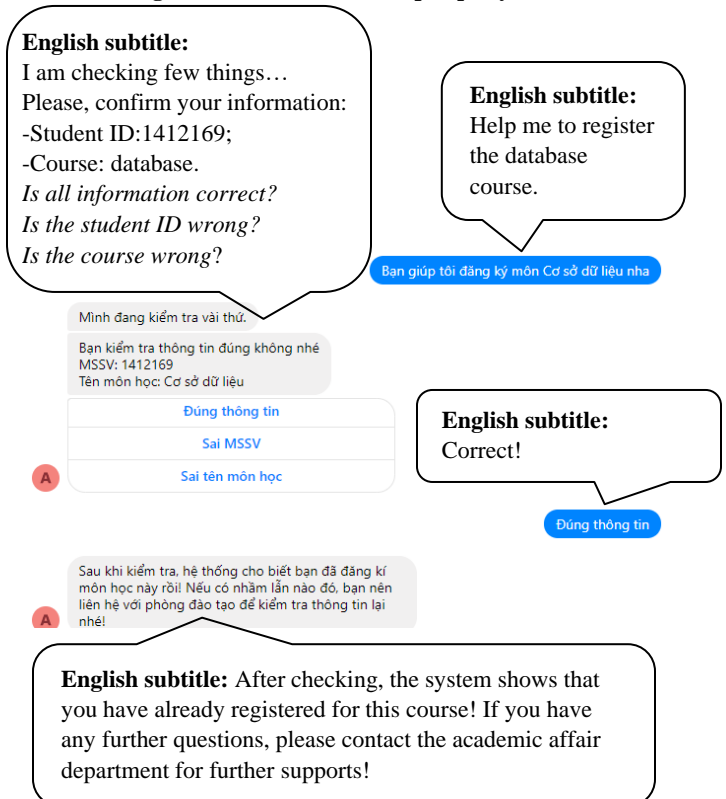 English subtitle:
I am checking few things…
Please, confirm your information:
-Student ID:1412169;
-Course: database.
Is all information correct?
Is the student ID wrong?
Is the course wrong?
English subtitle:
Help me to register
the database
course.
Bạn giúp tôi đăng ký môn Cơ sở dữ liệu nha
Mình đang kiểm tra vài thứ.
Bạn kiểm tra thông tin đúng không nhé
MSSV: 1412169
Tên môn học: Cơ sở dữ liệu
Đúng thông tin
Sai MSSV
Sai tên môn học
A
English subtitle:
Correct!
Đúng thông tin
Sau khi kiểm tra, hệ thống cho biết bạn đã đăng kí
môn học này rồi! Nếu có nhầm lẫn nào đó, bạn nên
liên hệ với phòng đào tạo để kiểm tra thông tin lại
nhé!
A
English subtitle: After checking, the system shows that
you have already registered for this course! If you have
any further questions, please contact the academic affair
department for further supports!